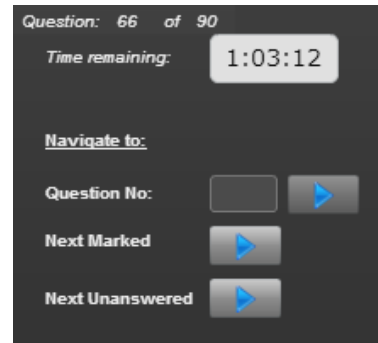 Question: 66 of 90
Time remaining: 1:03:12
Navigate to:
Question No:
Next Marked
Next Unanswered